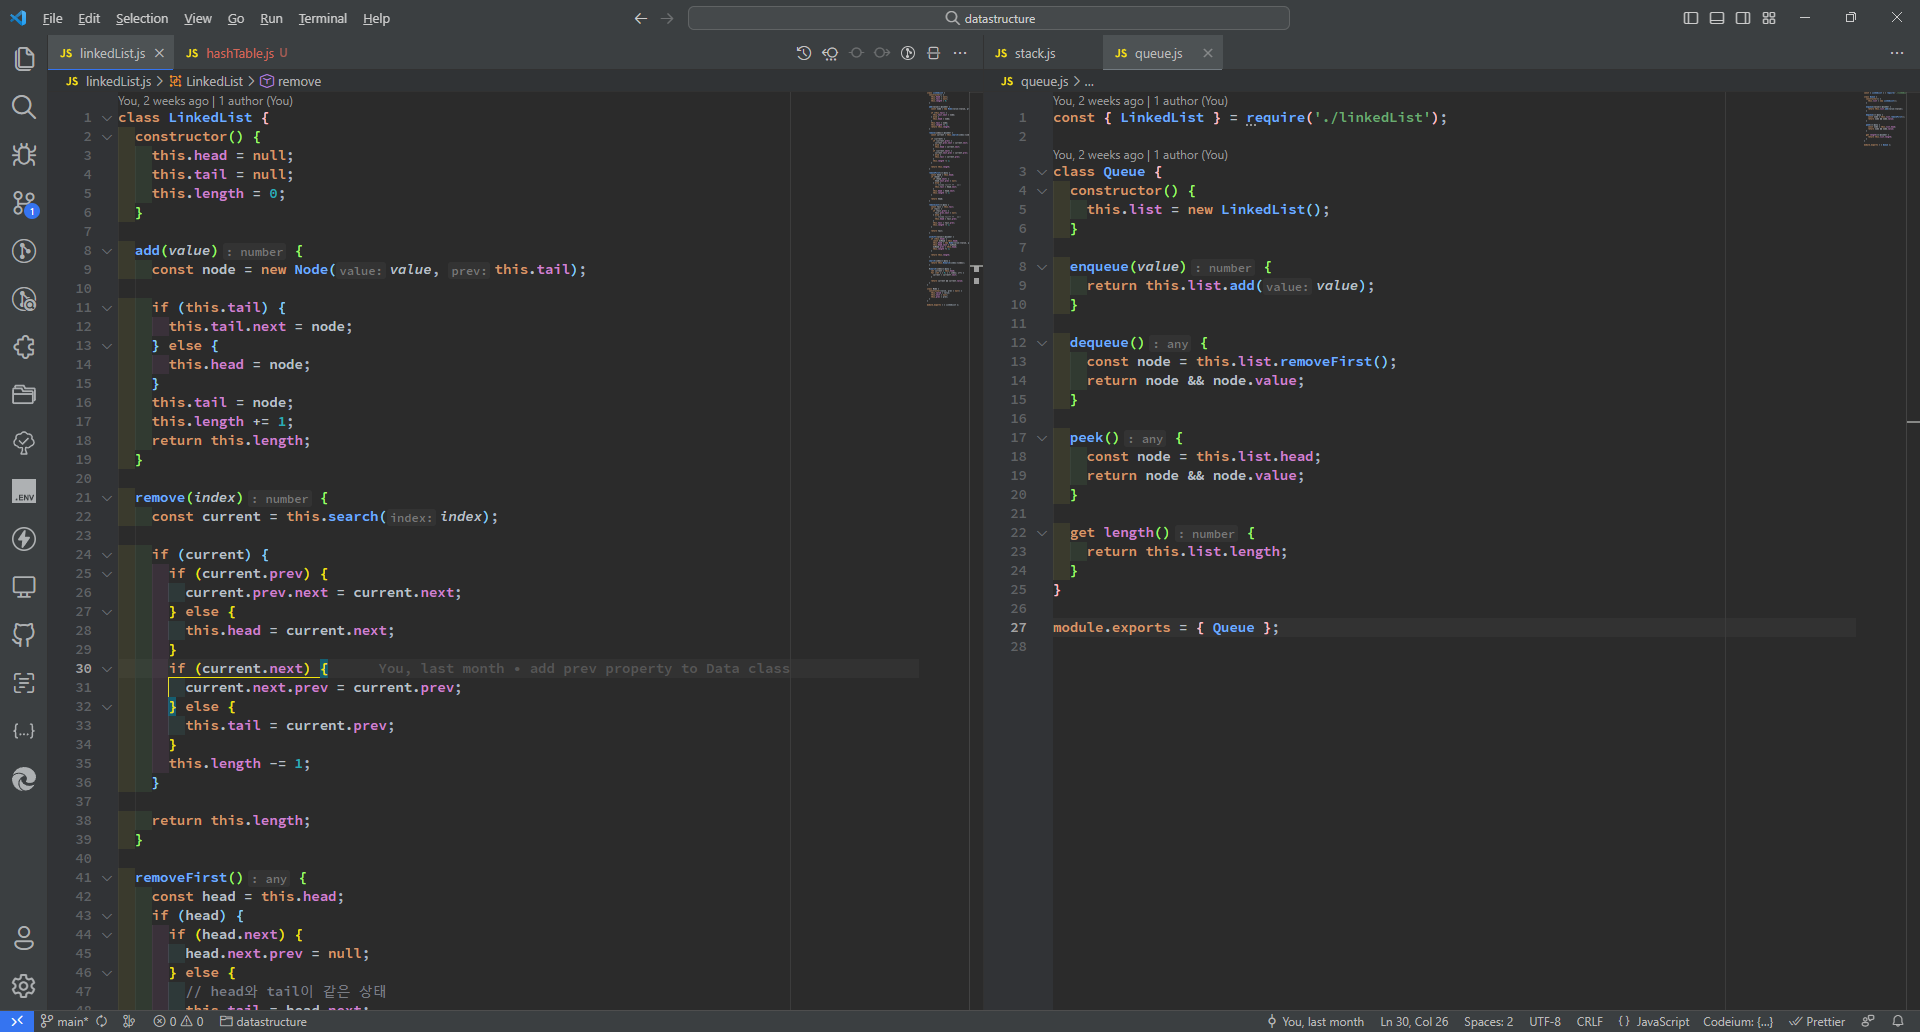 File Edit Selection View Go Run Terminal Help
datastructure
JS linkedList.js
JS hashTable.js U
JS stack.js
JS queue.js
JS linkedList.js > LinkedList > remove
You, 2 weeks ago | 1 author (You)
1 class LinkedList {
2 constructor() {
3 this.head = null;
4 this.tail = null;
5 this.length = 0;
6 }
7
8 add(value) : number {
9 const node = new Node(value: value, prev: this.tail);
10
11 if (this.tail) {
12 this.tail.next = node;
13 } else {
14 this.head = node;
15 }
16 this.tail = node;
17 this.length += 1;
18 return this.length;
19 }
20
21 remove(index) : number {
22 const current = this.search(index: index);
23
24 if (current) {
25 if (current.prev) {
26 current.prev.next = current.next;
27 } else {
28 this.head = current.next;
29 }
30 if (current.next) { You, last month • add prev property to Data class
31 current.next.prev = current.prev;
32 } else {
33 this.tail = current.prev;
34 }
35 this.length -= 1;
36 }
37
38 return this.length;
39 }
40
41 removeFirst() : any {
42 const head = this.head;
43 if (head) {
44 if (head.next) {
45 head.next.prev = null;
46 } else {
47 // head와 tail이 같은 상태
48 this.tail = head.next;
JS queue.js > ...
You, 2 weeks ago | 1 author (You)
1 const { LinkedList } = require('./linkedList');
2
You, 2 weeks ago | 1 author (You)
3 class Queue {
4 constructor() {
5 this.list = new LinkedList();
6 }
7
8 enqueue(value) : number {
9 return this.list.add(value: value);
10 }
11
12 dequeue() : any {
13 const node = this.list.removeFirst();
14 return node && node.value;
15 }
16
17 peek() : any {
18 const node = this.list.head;
19 return node && node.value;
20 }
21
22 get length() : number {
23 return this.list.length;
24 }
25 }
26
27 module.exports = { Queue };
28
1
.ENV
{...}
main* 0 0 datastructure
You, last month Ln 30, Col 26 Spaces: 2 UTF-8 CRLF { } JavaScript Codeium: {...} Prettier